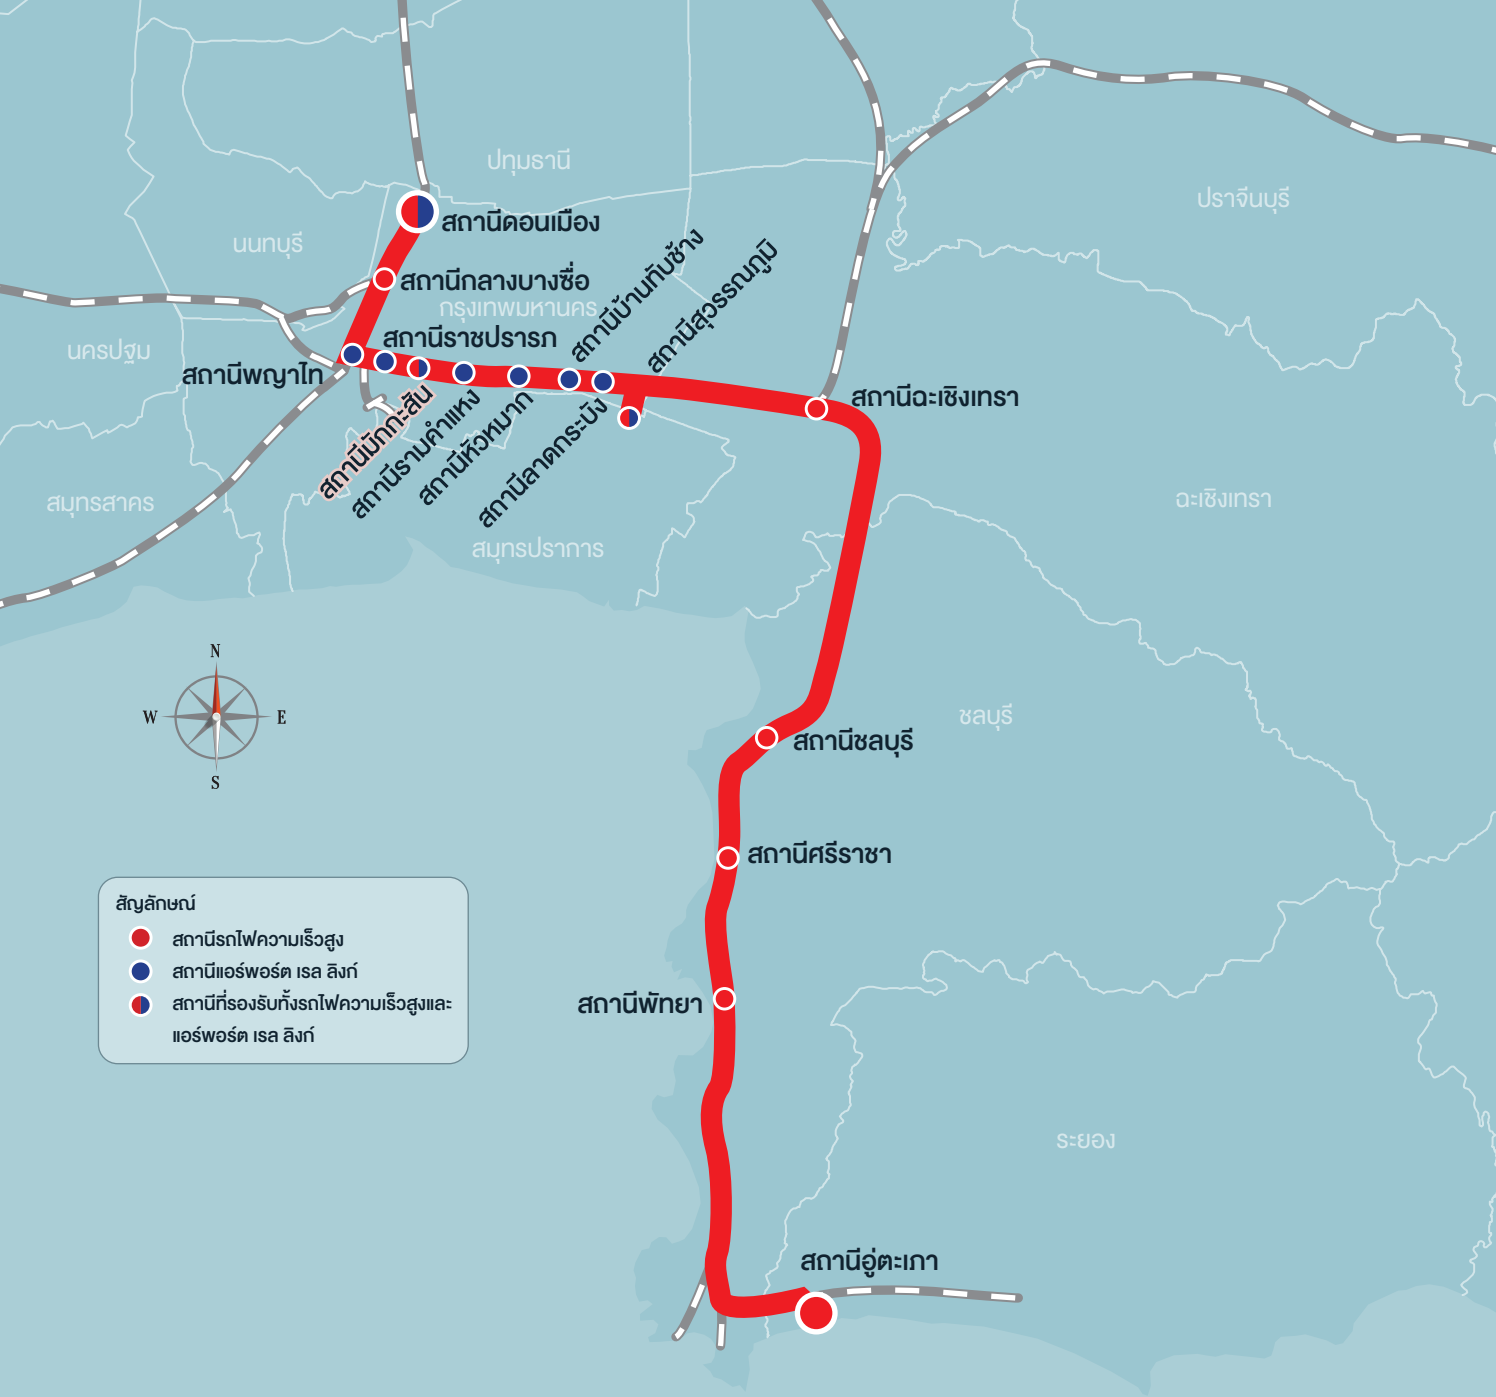 ปทุมธานี
ปราจีนบุรี
สถานีดอนเมือง
นนทบุรี
สถานีกลางบางซื่อ
กรุงเทพมหานคร
สถานีบ้านทับช้าง
สถานีสุวรรณภูมิ
สถานีราชปรารภ
นครปฐม
สถานีพญาไท
สถานีฉะเชิงเทรา
สถานีมักกะสัน
สถานีรามคำแหง
สถานีหัวหมาก
สถานีลาดกระบัง
สมุทรสาคร
ฉะเชิงเทรา
สมุทรปราการ
N
W
E
S
ชลบุรี
สถานีชลบุรี
สถานีศรีราชา
สัญลักษณ์
สถานีรถไฟความเร็วสูง
สถานีแอร์พอร์ต เรล ลิงก์
สถานีที่รองรับทั้งรถไฟความเร็วสูงและ
แอร์พอร์ต เรล ลิงก์
สถานีพัทยา
ระยอง
สถานีอู่ตะเภา